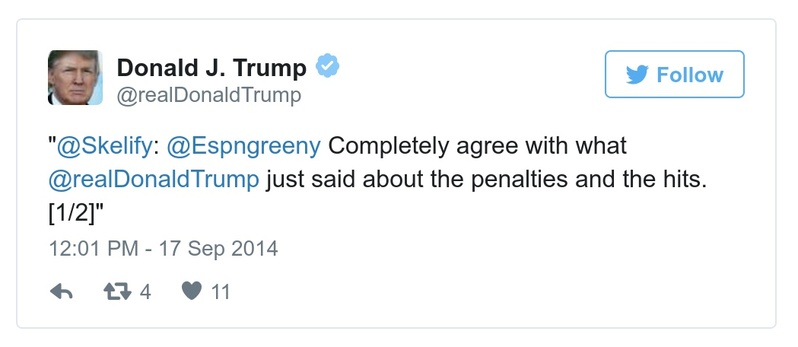 Donald J. Trump
@realDonaldTrump
Follow
"@Skelify: @Espngreeny Completely agree with what
@realDonaldTrump just said about the penalties and the hits.
[1/2]"
12:01 PM - 17 Sep 2014
4 11